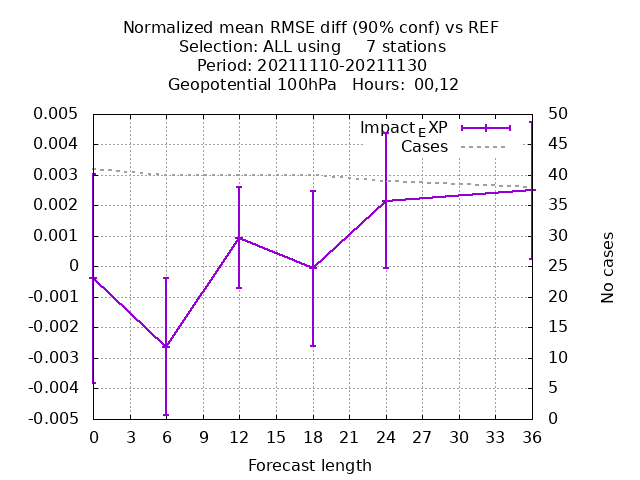 Normalized mean RMSE diff (90% conf) vs REF
Selection: ALL using 7 stations
Period: 20211110-20211130
Geopotential 100hPa Hours: 00,12
0.005
0.004
0.003
0.002
0.001
0
-0.001
-0.002
-0.003
-0.004
-0.005
Impact_EXP
Cases
50
45
40
35
30
25
20
15
10
5
0
No cases
0 3 6 9 12 15 18 21 24 27 30 33 36
Forecast length